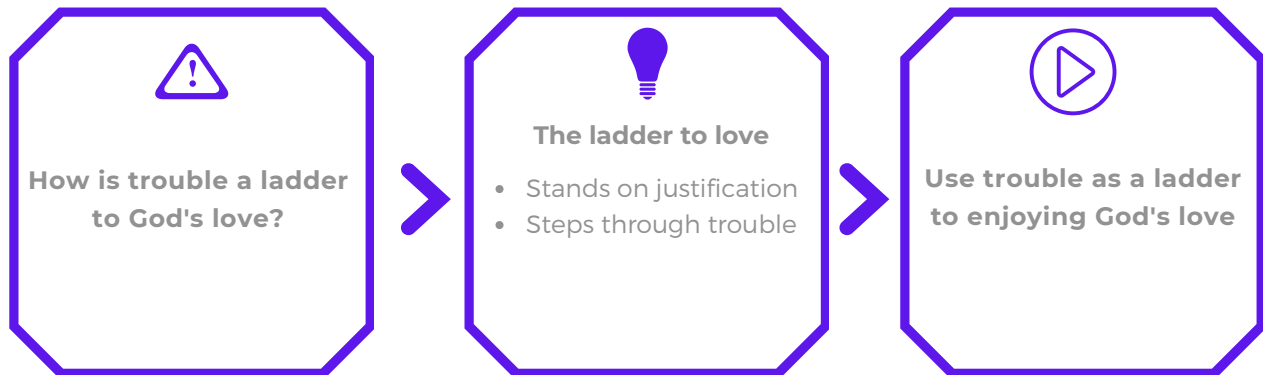 How is trouble a ladder
to God's love?
The ladder to love
• Stands on justification
• Steps through trouble
Use trouble as a ladder
to enjoying God's love